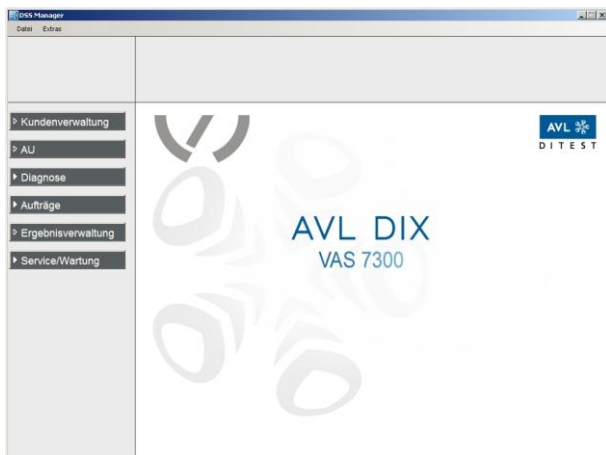 DSS Manager
Datei Extras
Kundenverwaltung
AU
Diagnose
Aufträge
Ergebnisverwaltung
Service/Wartung
AVL
DITEST
AVL DIX
VAS 7300